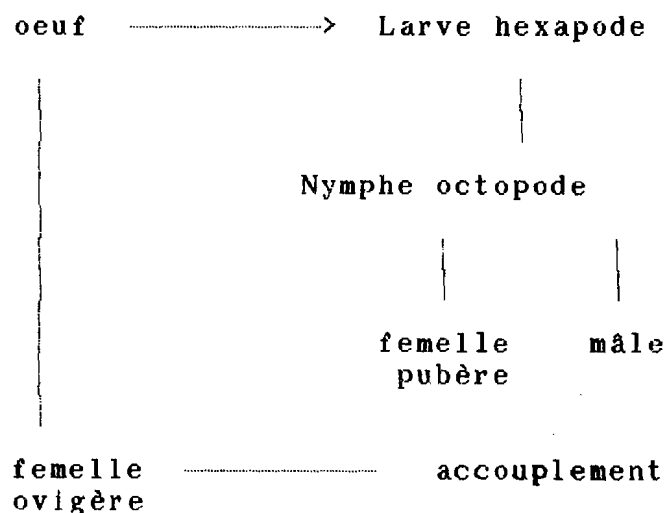 oeuf Larve hexapode
Nymphe octopode
femelle mâle
pubère
femelle accouplement
ovigère